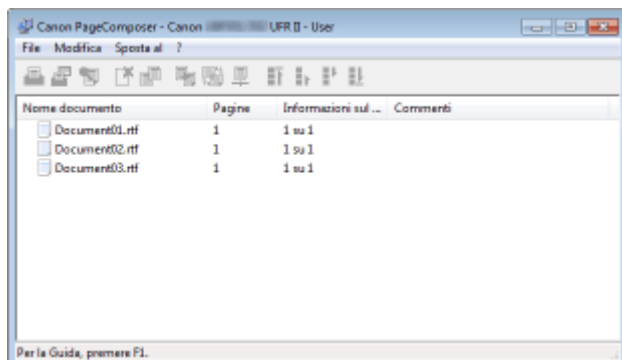 Canon PageComposer - Canon UFR II - User
File Modifica Sposta al ?
Nome documento Pagine Informazioni sul ... Commenti
Document01.rtf 1 1 su 1
Document02.rtf 1 1 su 1
Document03.rtf 1 1 su 1
Per la Guida, premere F1.